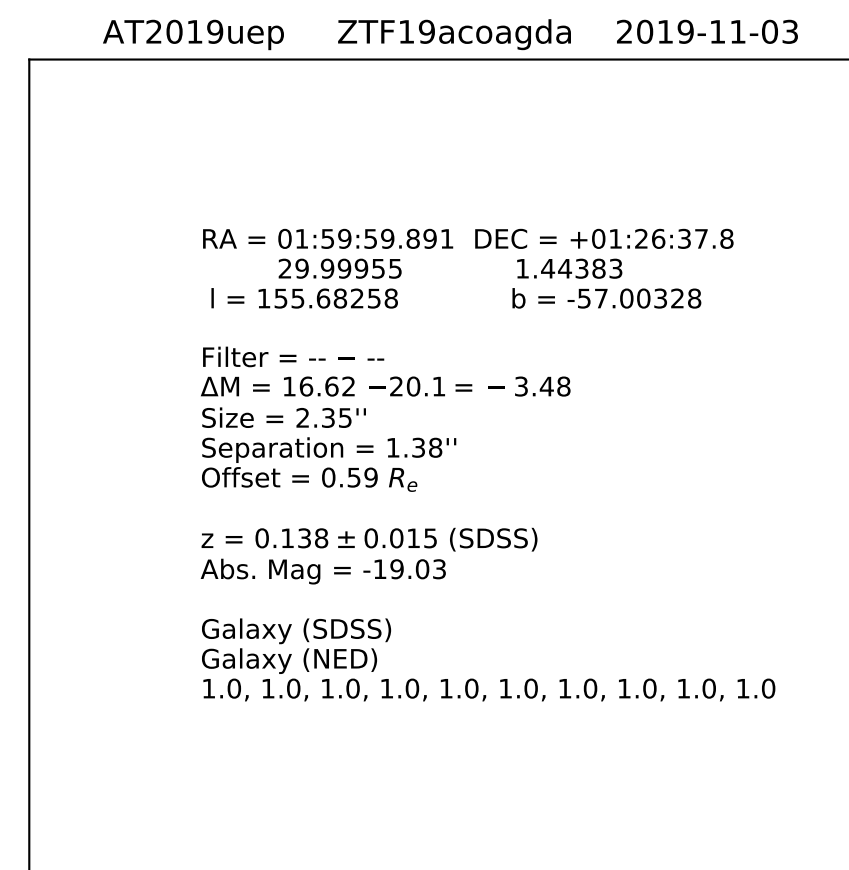 AT2019uep ZTF19acoagda 2019-11-03
RA = 01:59:59.891 DEC = +01:26:37.8
29.99955 1.44383
l = 155.68258 b = -57.00328
Filter = -- − --
ΔM = 16.62 −20.1 = − 3.48
Size = 2.35''
Separation = 1.38''
Offset = 0.59 Rₑ
z = 0.138 ± 0.015 (SDSS)
Abs. Mag = -19.03
Galaxy (SDSS)
Galaxy (NED)
1.0, 1.0, 1.0, 1.0, 1.0, 1.0, 1.0, 1.0, 1.0, 1.0